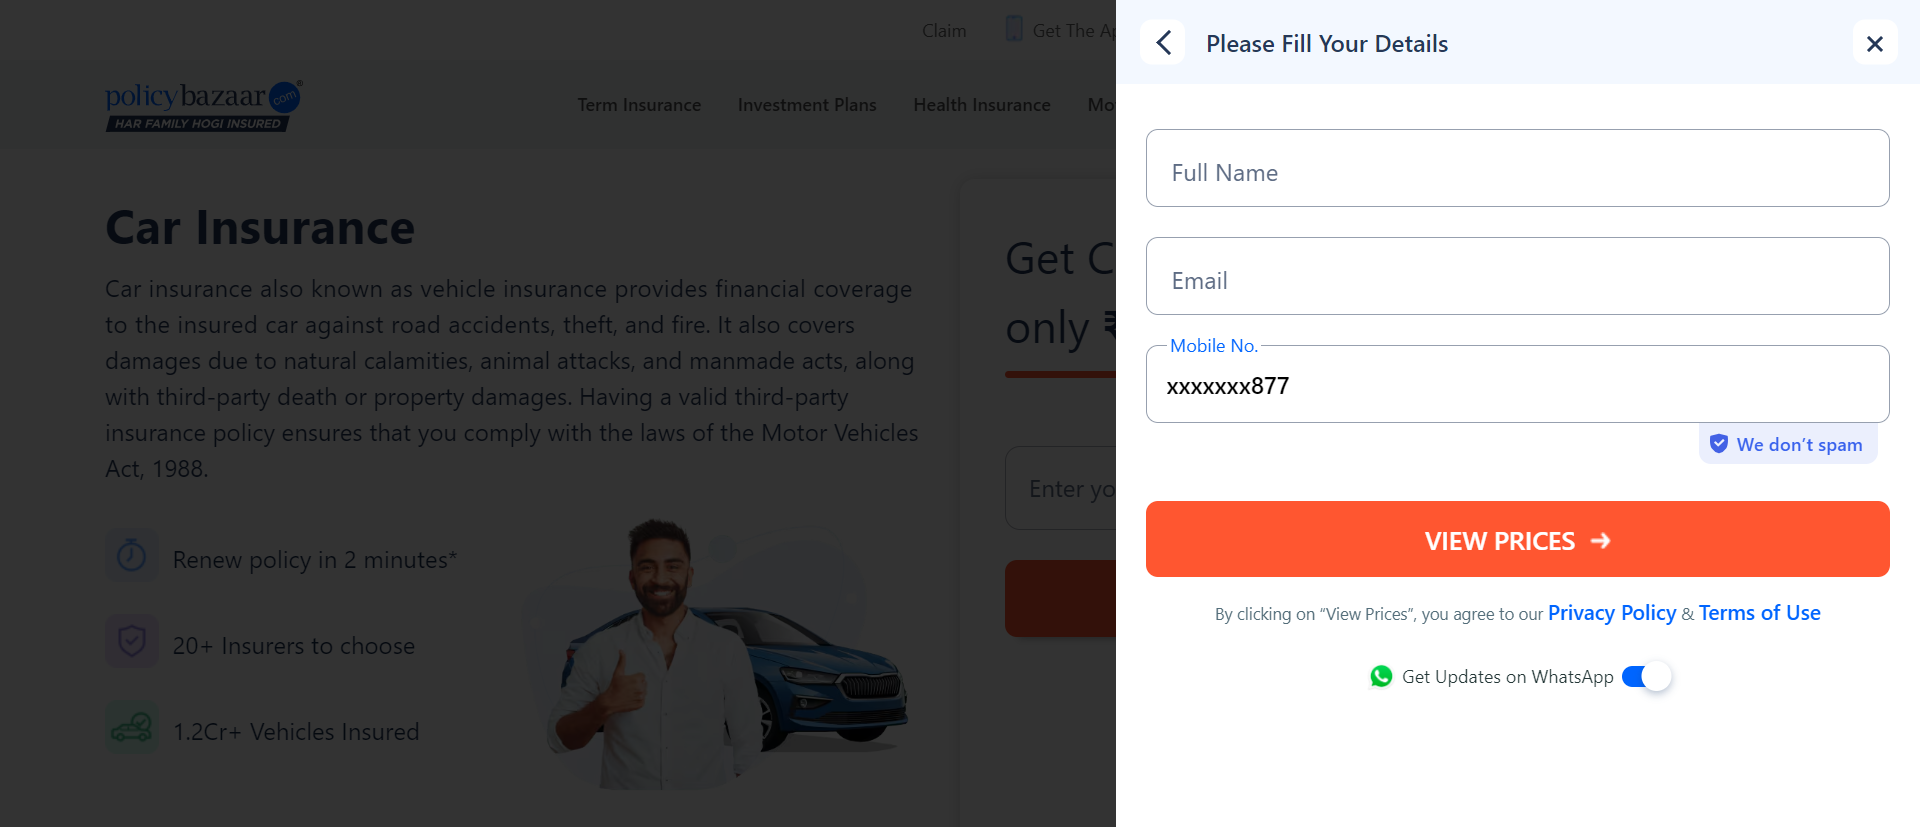 Claim
Get The Ap
policybazaar.com®
HAR FAMILY HOGI INSURED
Term Insurance
Investment Plans
Health Insurance
Mo
Car Insurance
Car insurance also known as vehicle insurance provides financial coverage
to the insured car against road accidents, theft, and fire. It also covers
damages due to natural calamities, animal attacks, and manmade acts, along
with third-party death or property damages. Having a valid third-party
insurance policy ensures that you comply with the laws of the Motor Vehicles
Act, 1988.
Renew policy in 2 minutes*
20+ Insurers to choose
1.2Cr+ Vehicles Insured
Get C
only ₹
Enter yo
Please Fill Your Details
Full Name
Email
Mobile No.
xxxxxxx877
We don’t spam
VIEW PRICES →
By clicking on “View Prices”, you agree to our Privacy Policy & Terms of Use
Get Updates on WhatsApp